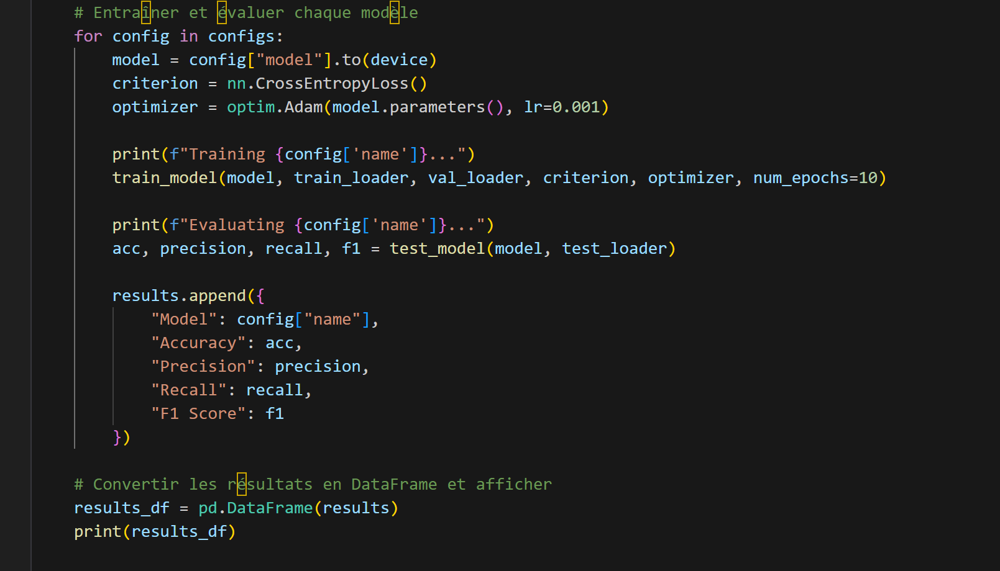 # Entraîner et évaluer chaque modèle
for config in configs:
    model = config["model"].to(device)
    criterion = nn.CrossEntropyLoss()
    optimizer = optim.Adam(model.parameters(), lr=0.001)

    print(f"Training {config['name']}...")
    train_model(model, train_loader, val_loader, criterion, optimizer, num_epochs=10)

    print(f"Evaluating {config['name']}...")
    acc, precision, recall, f1 = test_model(model, test_loader)

    results.append({
        "Model": config["name"],
        "Accuracy": acc,
        "Precision": precision,
        "Recall": recall,
        "F1 Score": f1
    })

# Convertir les résultats en DataFrame et afficher
results_df = pd.DataFrame(results)
print(results_df)